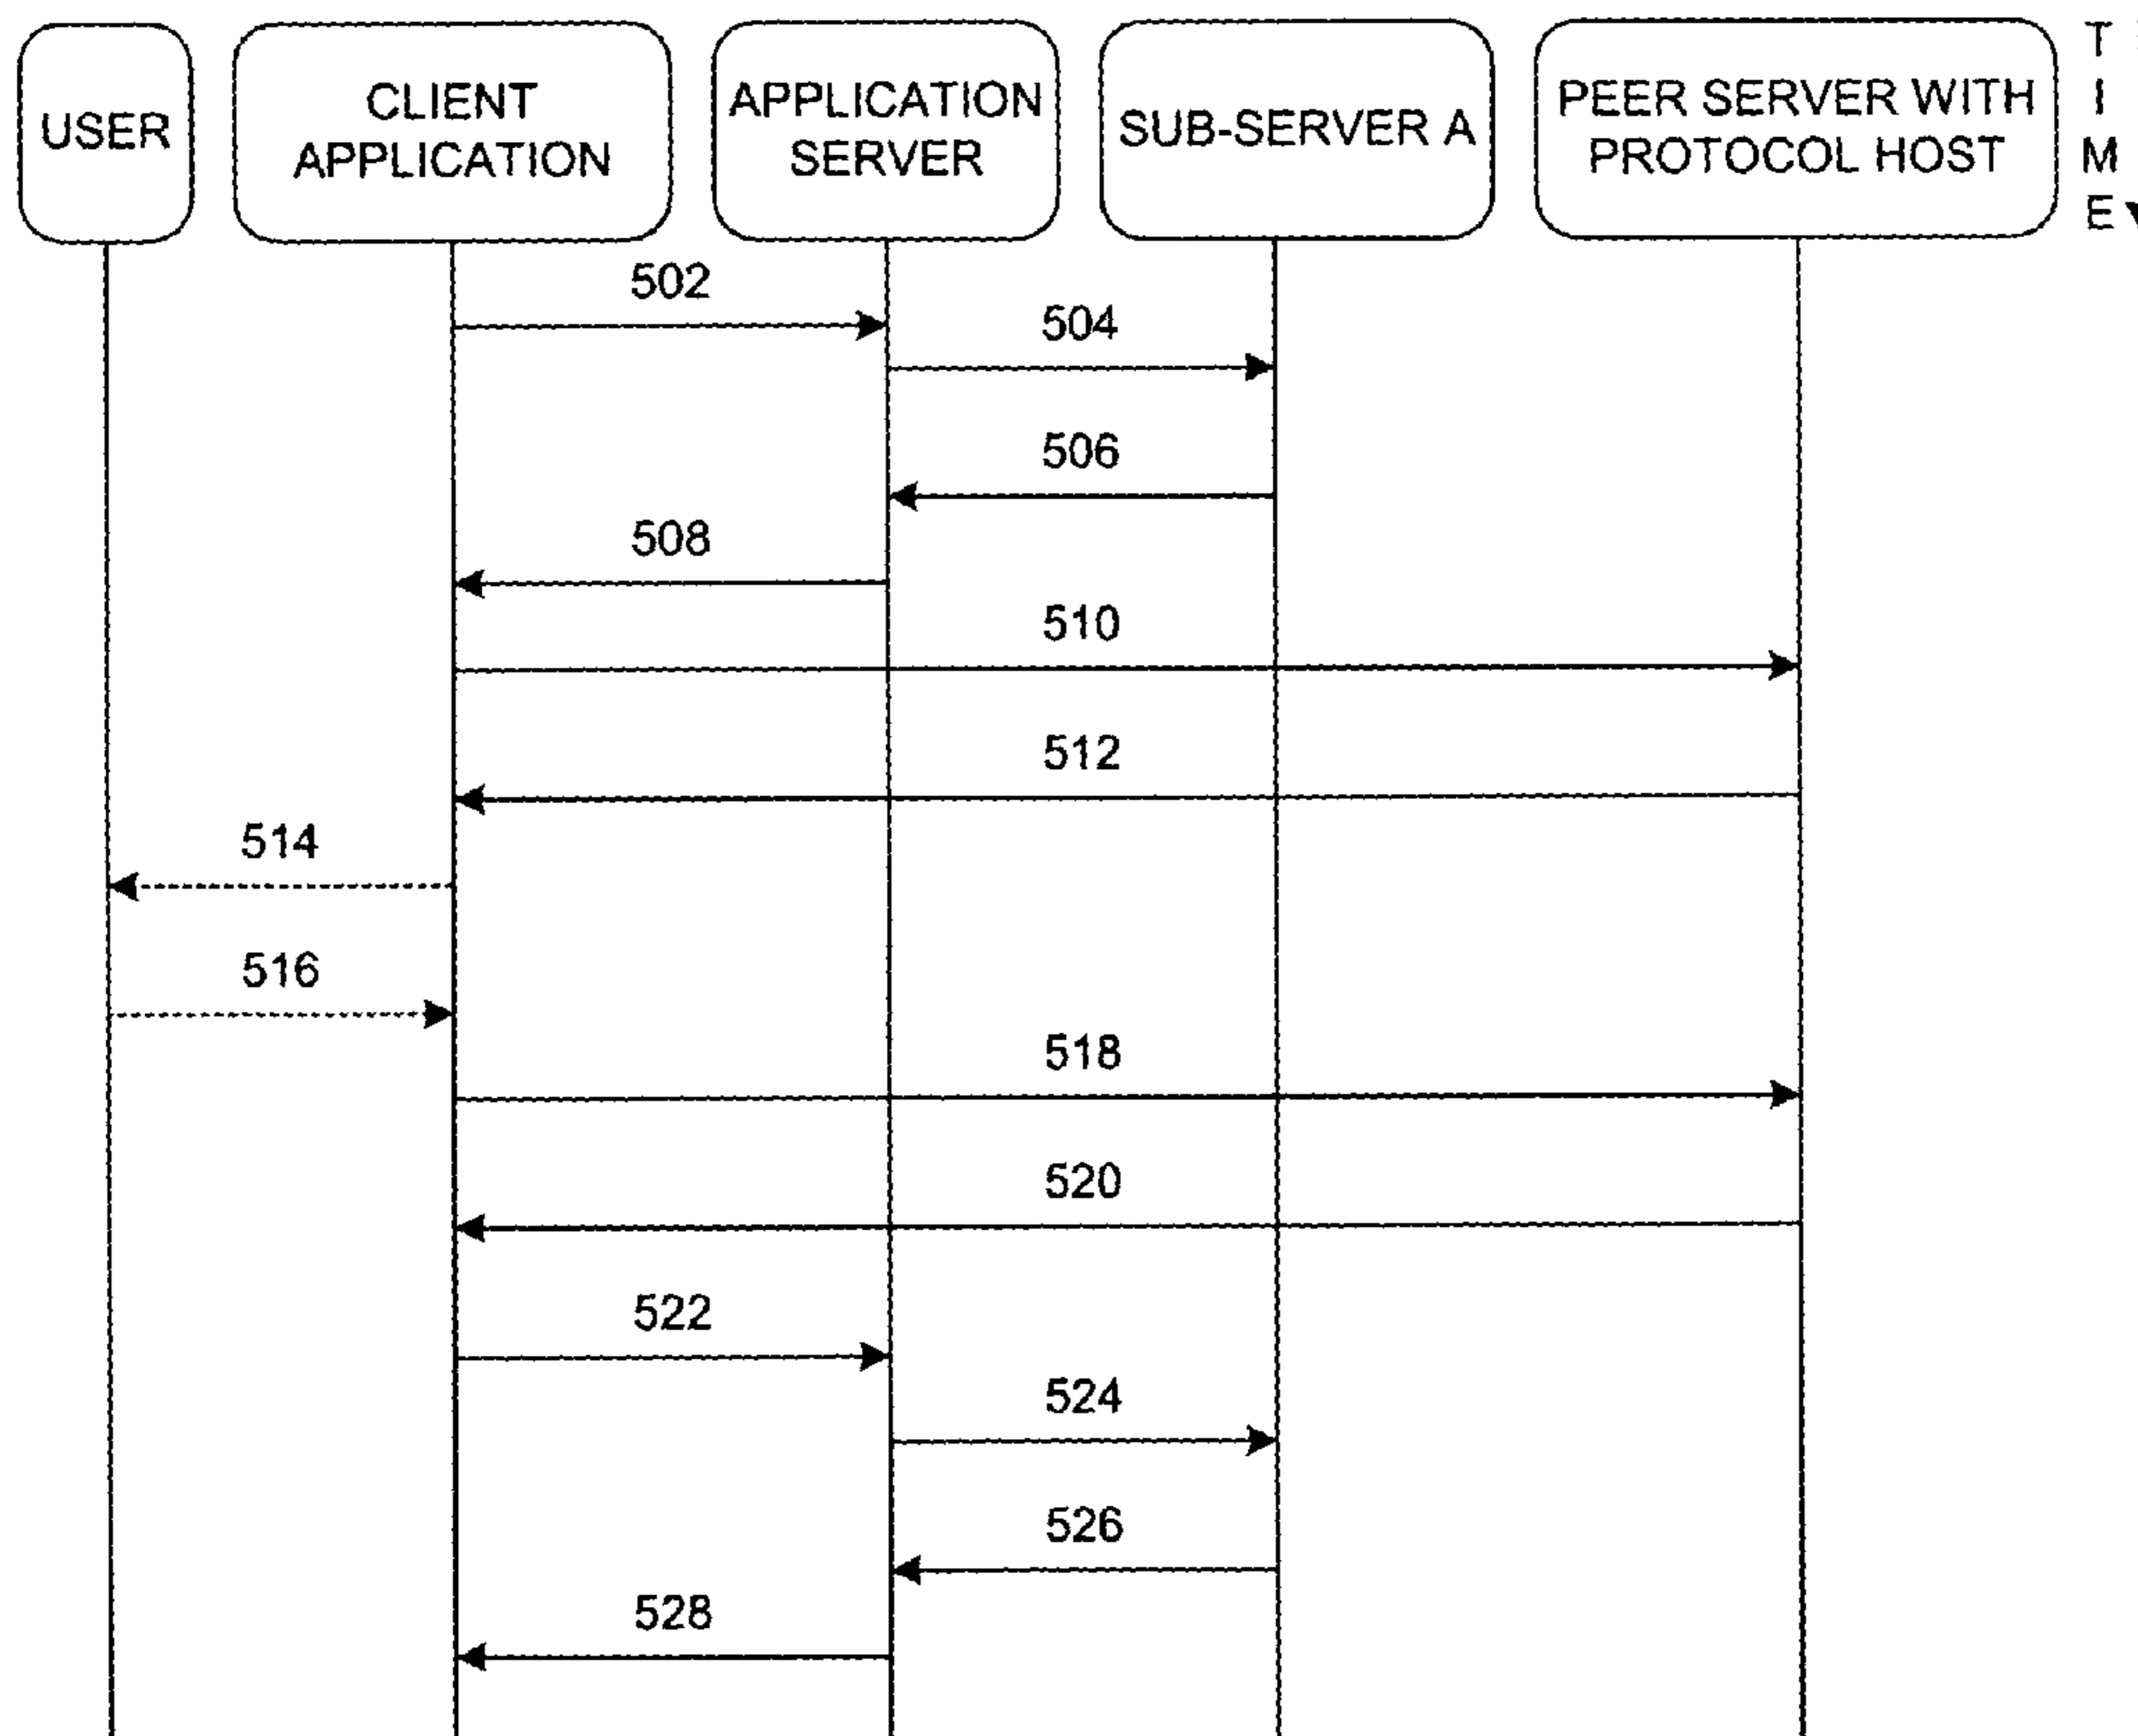 USER
CLIENT
APPLICATION
APPLICATION
SERVER
SUB-SERVER A
PEER SERVER WITH
PROTOCOL HOST
T
I
M
E
502
504
506
508
510
512
514
516
518
520
522
524
526
528